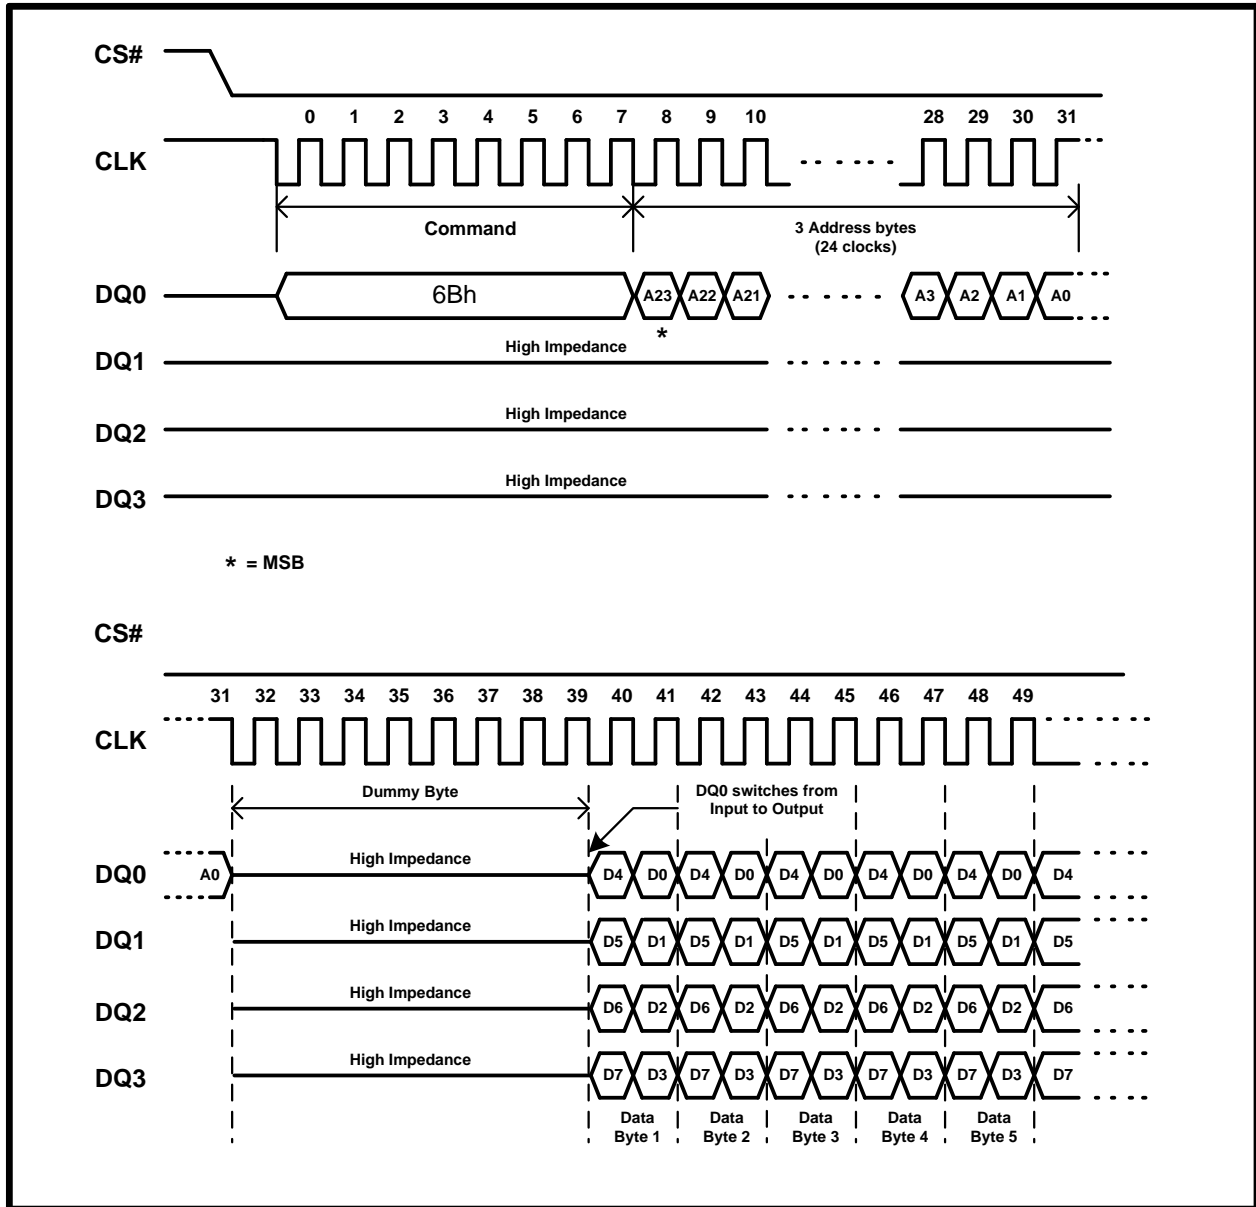 CS#
0 1 2 3 4 5 6 7 8 9 10 28 29 30 31
CLK
Command
3 Address bytes
(24 clocks)
DQ0 6Bh A23 A22 A21 A3 A2 A1 A0
*
High Impedance
DQ1
High Impedance
DQ2
High Impedance
DQ3
* = MSB
CS#
31 32 33 34 35 36 37 38 39 40 41 42 43 44 45 46 47 48 49
CLK
Dummy Byte
DQ0 switches from
Input to Output
High Impedance
DQ0 A0 D4 D0 D4 D0 D4 D0 D4 D0 D4 D0 D4
High Impedance
DQ1 D5 D1 D5 D1 D5 D1 D5 D1 D5 D1 D5
High Impedance
DQ2 D6 D2 D6 D2 D6 D2 D6 D2 D6 D2 D6
High Impedance
DQ3 D7 D3 D7 D3 D7 D3 D7 D3 D7 D3 D7
Data Data Data Data Data
Byte 1 Byte 2 Byte 3 Byte 4 Byte 5